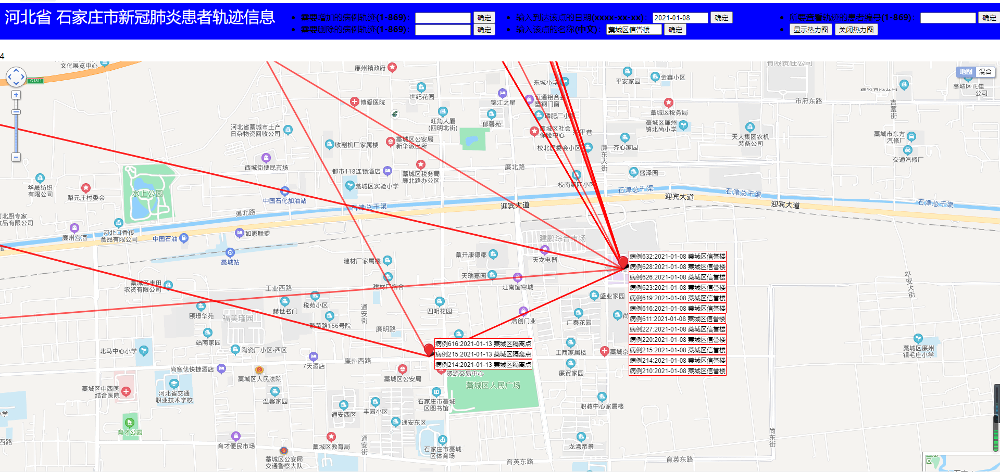 河北省 石家庄市新冠肺炎患者轨迹信息
需要增加的病例轨迹(1-869)： 确定
需要删除的病例轨迹(1-869)： 确定
输入到达该点的日期(xxxx-xx-xx)： 2021-01-08 确定
输入该点的名称(中文)： 藁城区信誉楼 确定
所要查看轨迹的患者编号(1-869)： 确定
显示热力图 关闭热力图
4
文化展览中心
G1811
廉州镇政府
有限责任公司
地图 混合
东城小学
平安家园
金鑫小区
建材有限公司
藁城区正佳
公司
世纪花园
锦江之星
恒通铝合金
塑钢门窗
市府东路
吉藁街
博爱医院
旺角大厦
(四明北街)
郁馨苑
磷肥厂小区
藁城区税务局
藁城区廉州
镇北尚小学
河北省藁城市土产
日杂物资回收公司
藁城区社会
保险中心
天人集团农机
装备公司
藁城市东方
汽修厂
收割机厂家属楼
藁城区公安局
新华派出所
校北居委会小区
齐心家园
廉东大街
交通汽修厂
西城街便民市场
都市118连锁酒店
藁城区税务局
廉北路办公区
廉北路
盛泽园
华晟纺织
有限公司
梨元庄村委会
水上公园
藁城区实验小学
校南第四小区
石津总干渠
石津总干渠
石津总干渠
石津总干渠
中国石化加油站
迎宾大道
迎宾大道
迎宾大道
渠北路
河北厨专家
食品有限公司
廉州宫酒
河北口香传
食品有限公司
中国石油
如家联盟
建鹏综合市场
天龙电器
藁城站
藁开康德郡
建材厂家属楼
天瑞嘉园
建材厂宿舍
江南窗帘城
藁城区丰田
农资有限公司
工业西路
平安大街
税苑小区
赫世名门
通安街
四明花园
盛业家园
颐璟华苑
福美瑾园
浩创门业
广泰花园
尚
繁荣路156号院
廉明路
站南家园
病例632:2021-01-08 藁城区信誉楼
病例628:2021-01-08 藁城区信誉楼
病例626:2021-01-08 藁城区信誉楼
病例623:2021-01-08 藁城区信誉楼
病例619:2021-01-08 藁城区信誉楼
病例616:2021-01-08 藁城区信誉楼
病例611:2021-01-08 藁城区信誉楼
病例227:2021-01-08 藁城区信誉楼
病例220:2021-01-08 藁城区信誉楼
病例215:2021-01-08 藁城区信誉楼
病例214:2021-01-08 藁城区信誉楼
病例210:2021-01-08 藁城区信誉楼
病例616:2021-01-13 藁城区隔离点
病例215:2021-01-13 藁城区隔离点
病例214:2021-01-13 藁城区隔离点
北马中心小学
陶瓷厂小区-西区
工商家属楼
藁城京
藁城区廉州
镇毛庄小学
廉州西路
7天酒店
尚客优快捷酒店
藁城区人民法院
藁城区公安局
资源交易中心
廉贸家园
藁城区人民广场
藁城区中西医
结合医院
河北省交通
职业技术学校
温馨家园
石家庄市藁城
区图书馆
职教中心家属楼
小学
通安西区
丰园小区
通安东区
育才公园
西路
育才便民市场
藁城区教育局
通安街
石家庄市藁城
区体育场
龙湾帝景
尚东街
藁城区公安局
交通警察大队
育英东路
育英东路